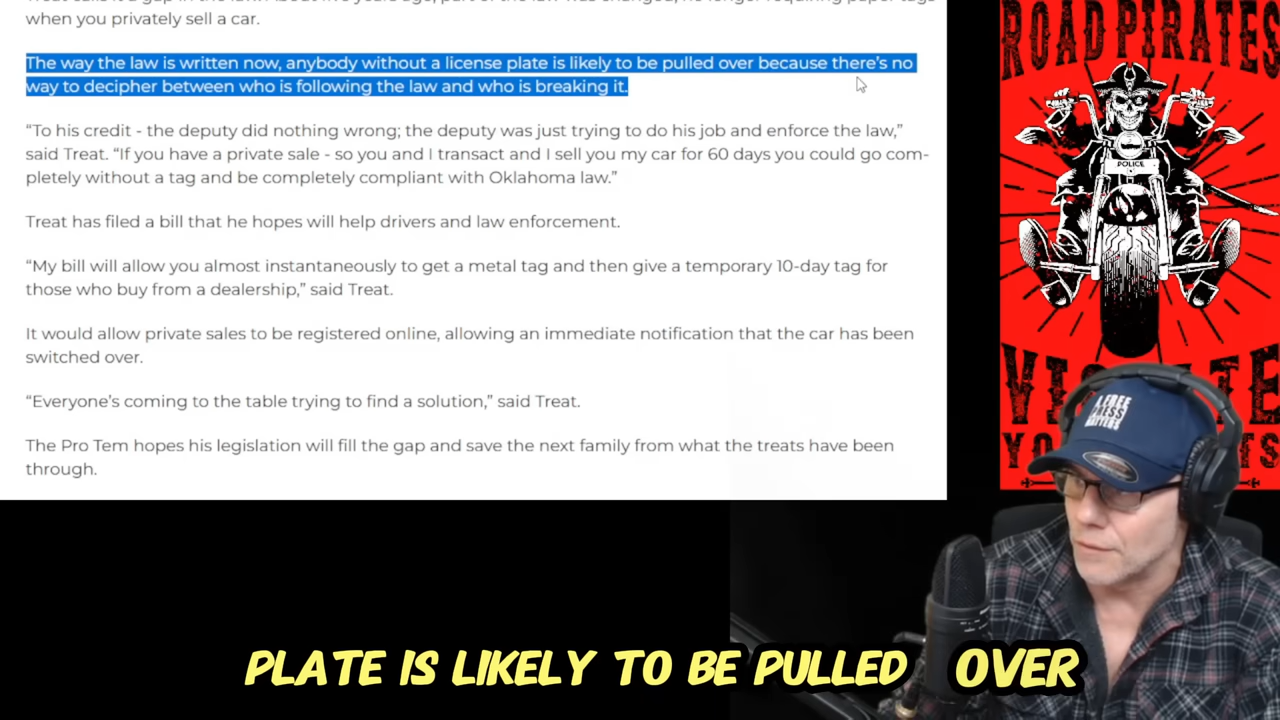 when you privately sell a car.
The way the law is written now, anybody without a license plate is likely to be pulled over because there's no
way to decipher between who is following the law and who is breaking it.
“To his credit - the deputy did nothing wrong; the deputy was just trying to do his job and enforce the law,”
said Treat. “If you have a private sale - so you and I transact and I sell you my car for 60 days you could go com-
pletely without a tag and be completely compliant with Oklahoma law.”
Treat has filed a bill that he hopes will help drivers and law enforcement.
“My bill will allow you almost instantaneously to get a metal tag and then give a temporary 10-day tag for
those who buy from a dealership,” said Treat.
It would allow private sales to be registered online, allowing an immediate notification that the car has been
switched over.
“Everyone’s coming to the table trying to find a solution,” said Treat.
The Pro Tem hopes his legislation will fill the gap and save the next family from what the treats have been
through.
ROAD PIRATES
POLICE
A FREE
PRESS
MATTERS
PLATE IS LIKELY TO BE PULLED OVER